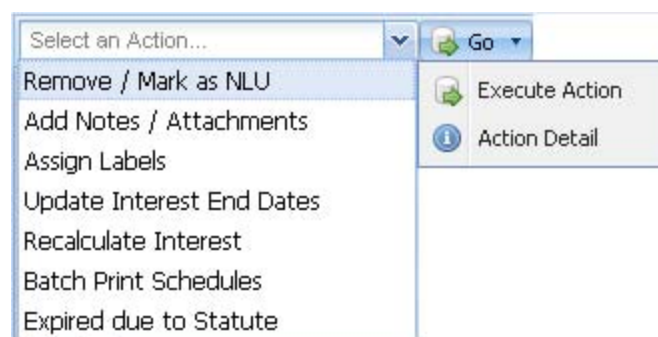 Select an Action...
Go
Remove / Mark as NLU
Execute Action
Add Notes / Attachments
Action Detail
Assign Labels
Update Interest End Dates
Recalculate Interest
Batch Print Schedules
Expired due to Statute